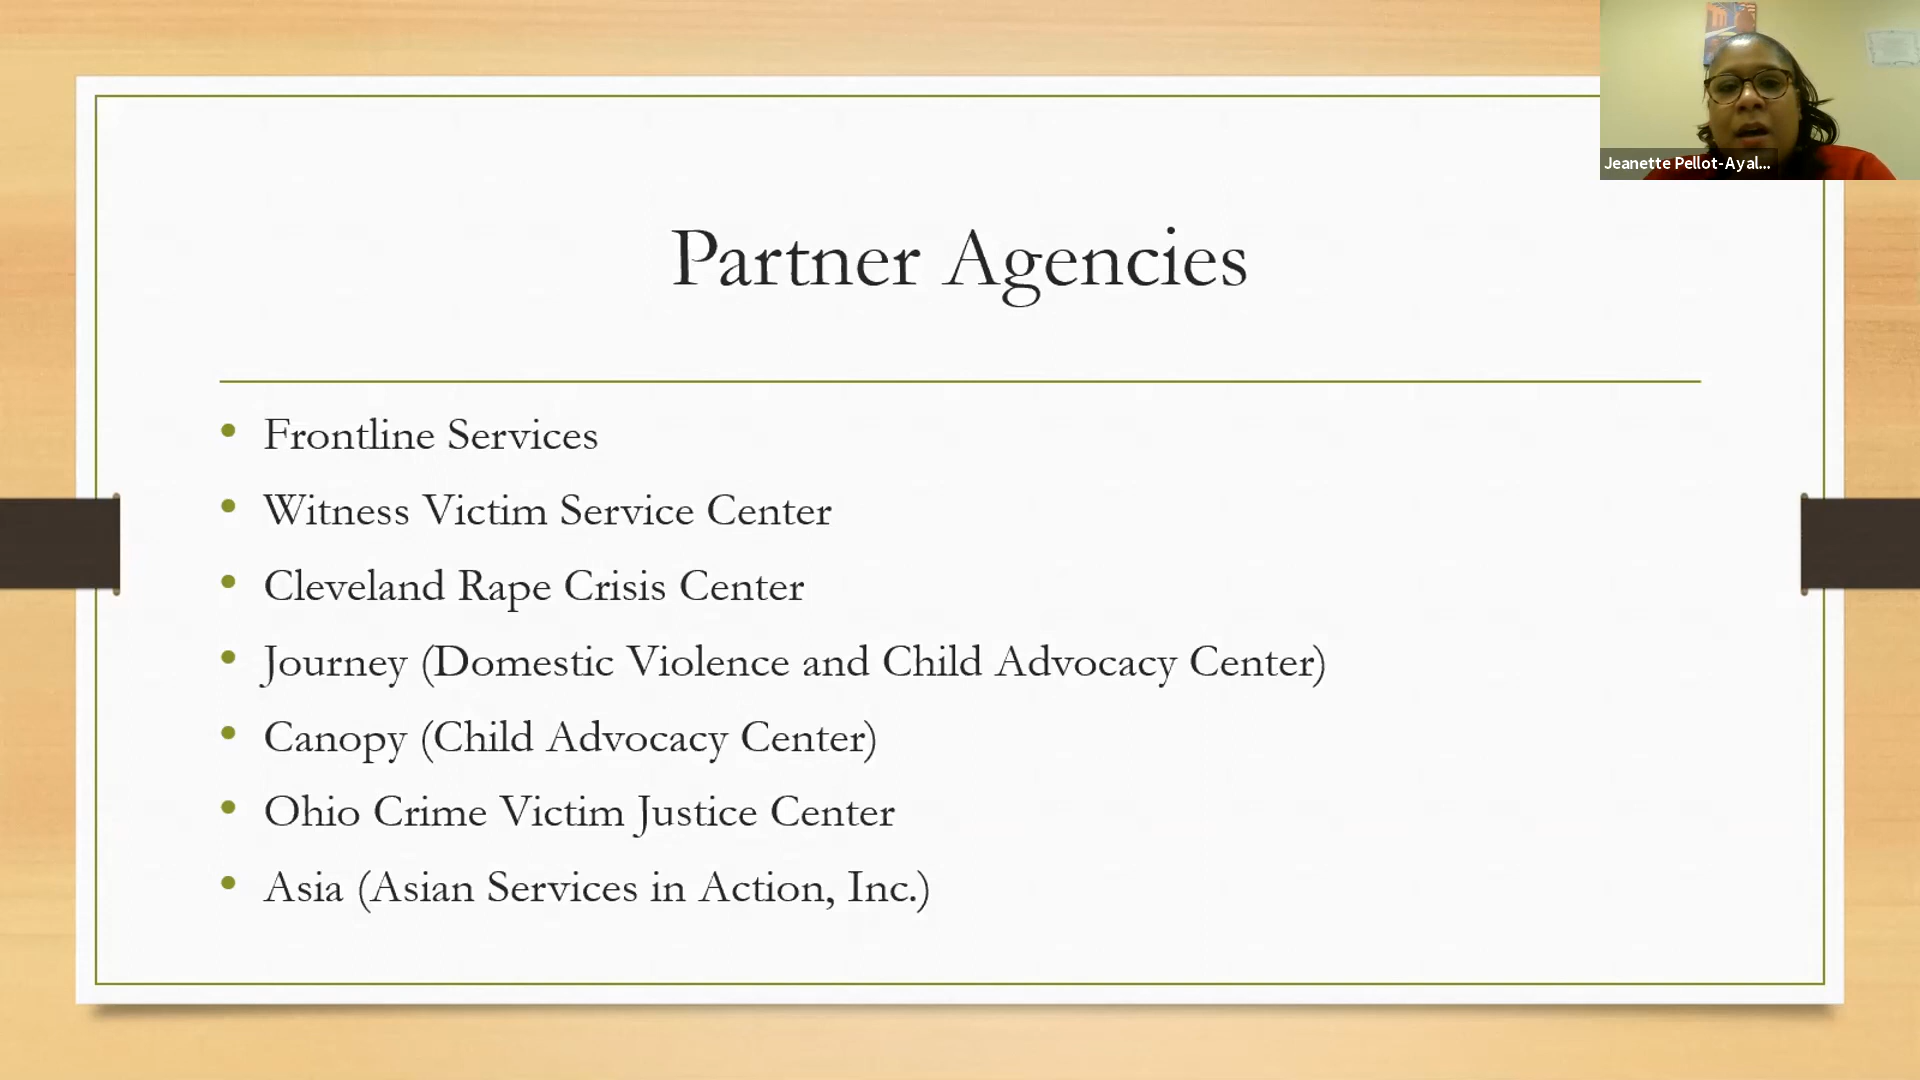 Jeanette Pellot-Ayal...
Partner Agencies
• Frontline Services
• Witness Victim Service Center
• Cleveland Rape Crisis Center
• Journey (Domestic Violence and Child Advocacy Center)
• Canopy (Child Advocacy Center)
• Ohio Crime Victim Justice Center
• Asia (Asian Services in Action, Inc.)